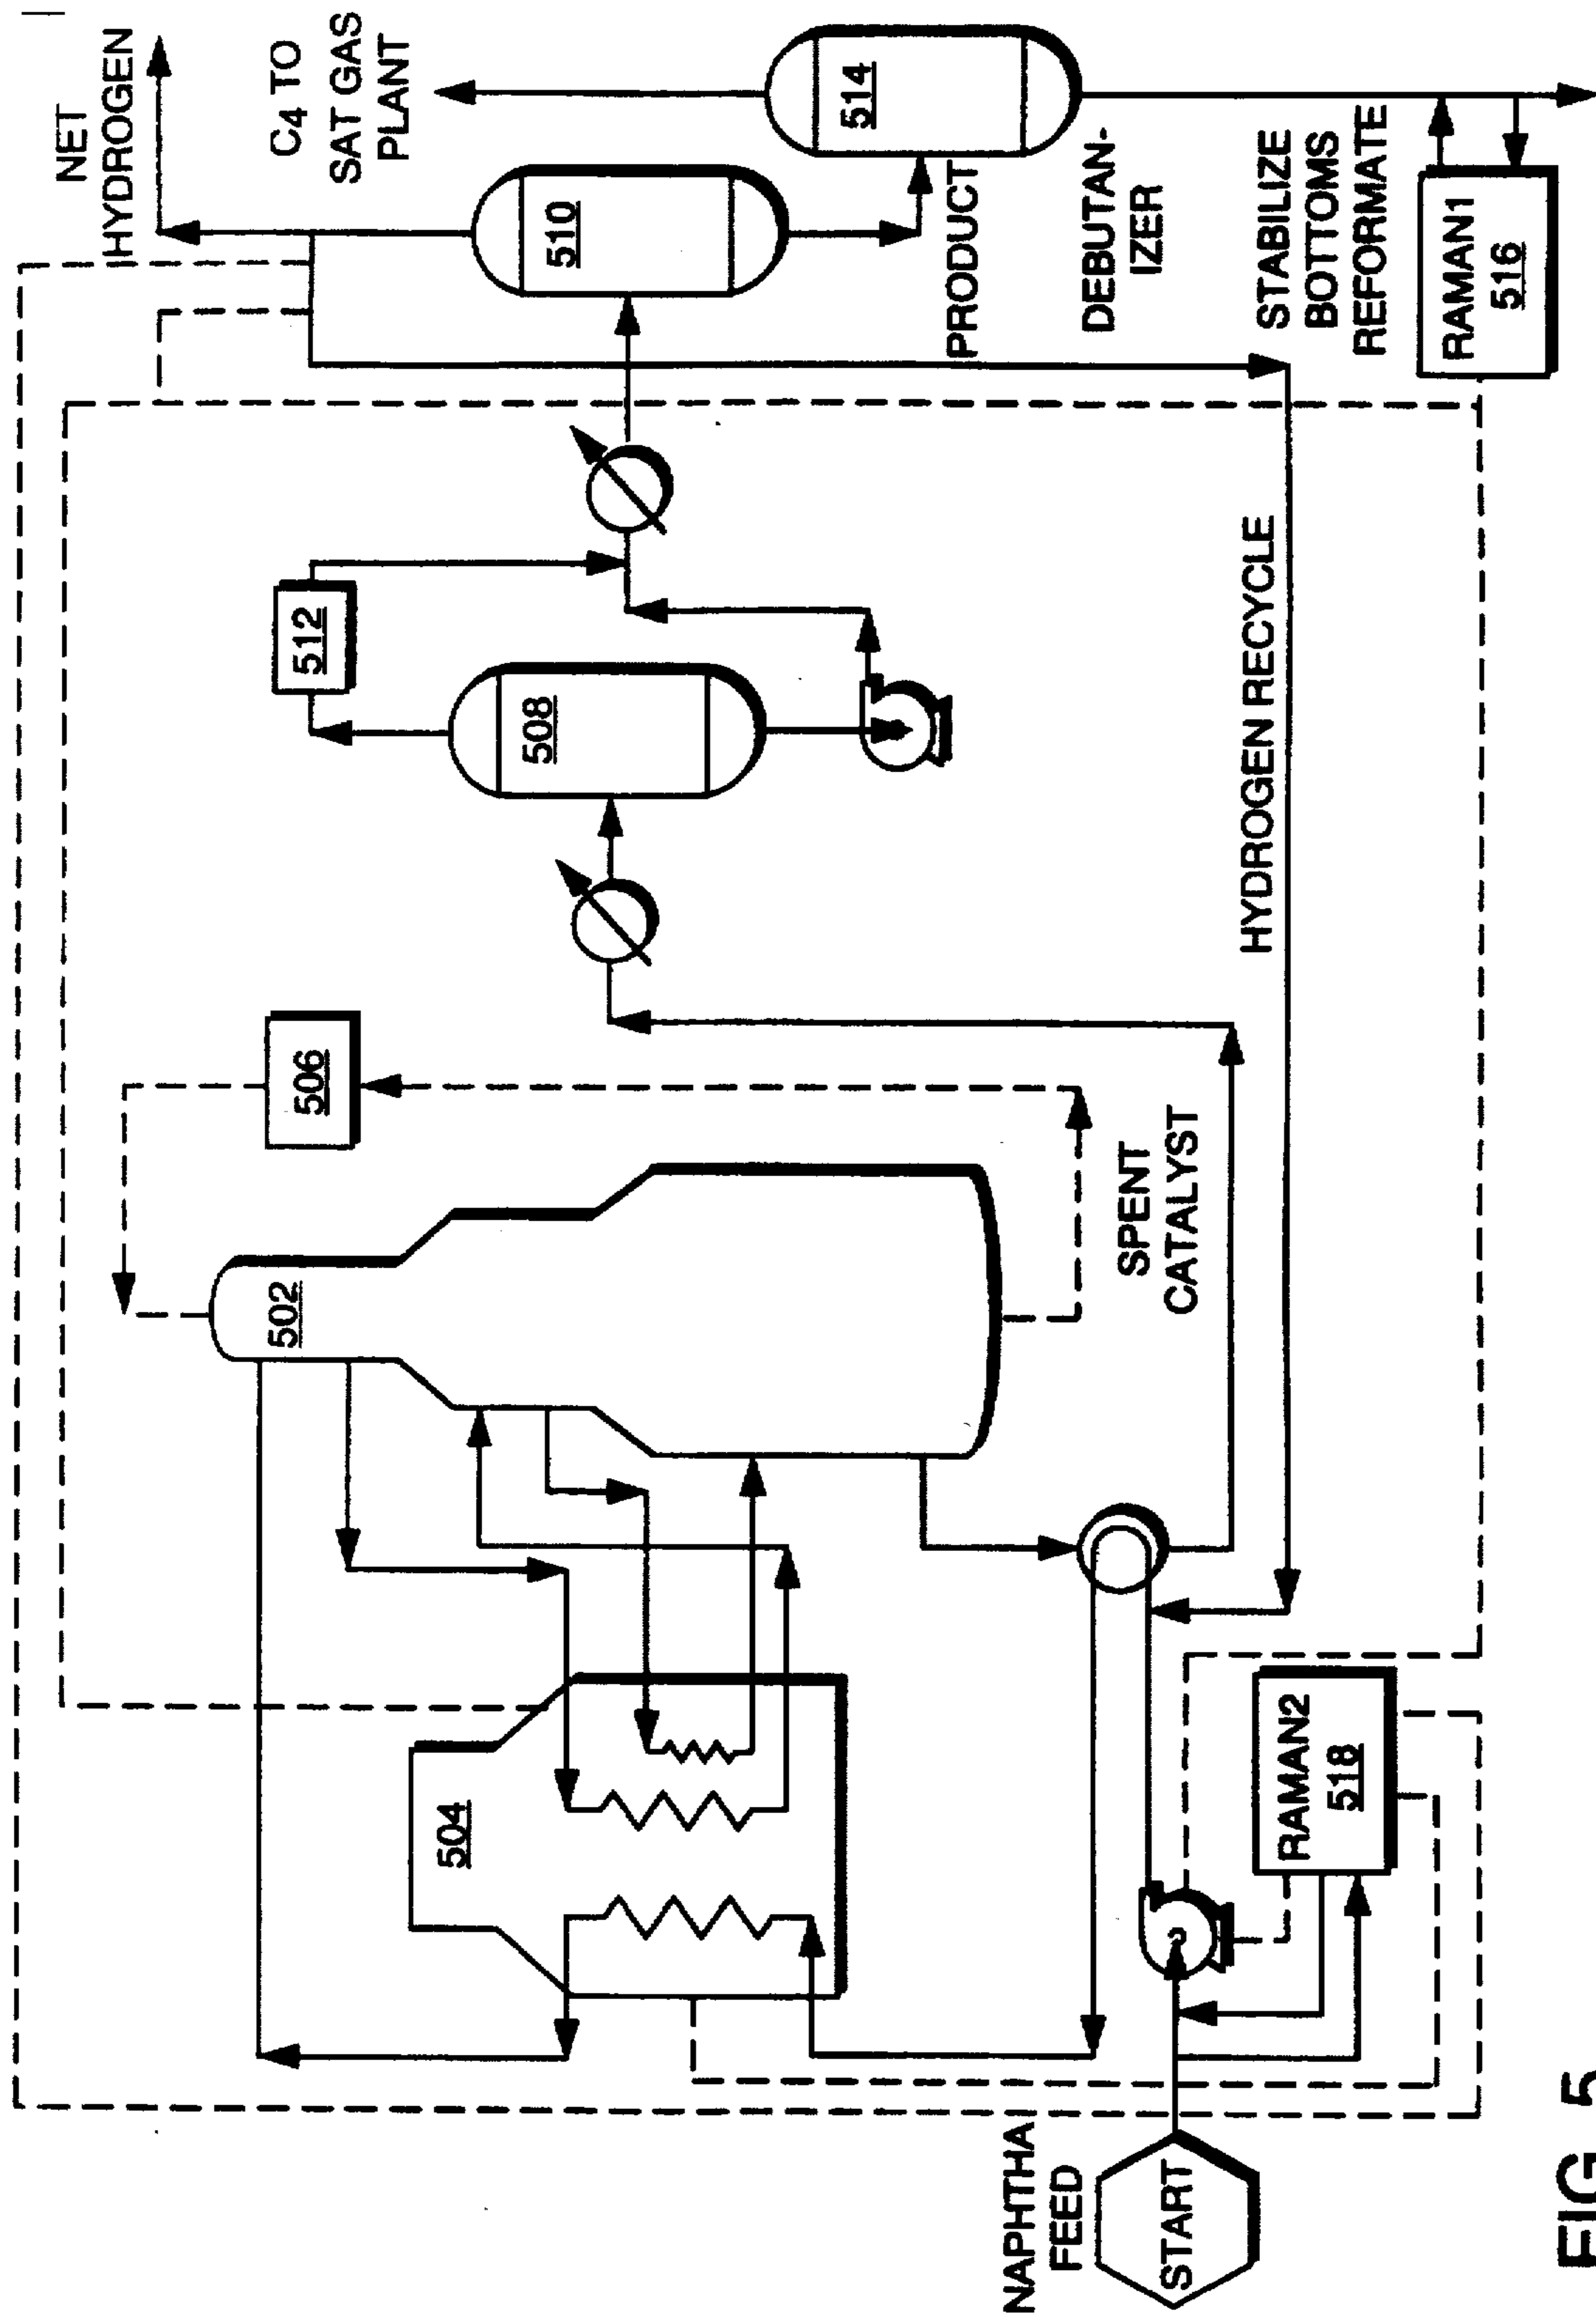 NET
HYDROGEN
C4 TO
SAT GAS
PLANT
510
514
PRODUCT
DEBUTAN-
IZER
STABILIZE
BOTTOMS
REFORMATE
RAMAN1
516
512
508
HYDROGEN RECYCLE
506
502
SPENT
CATALYST
504
RAMAN2
518
NAPHTHA
FEED
START
FIG. 5